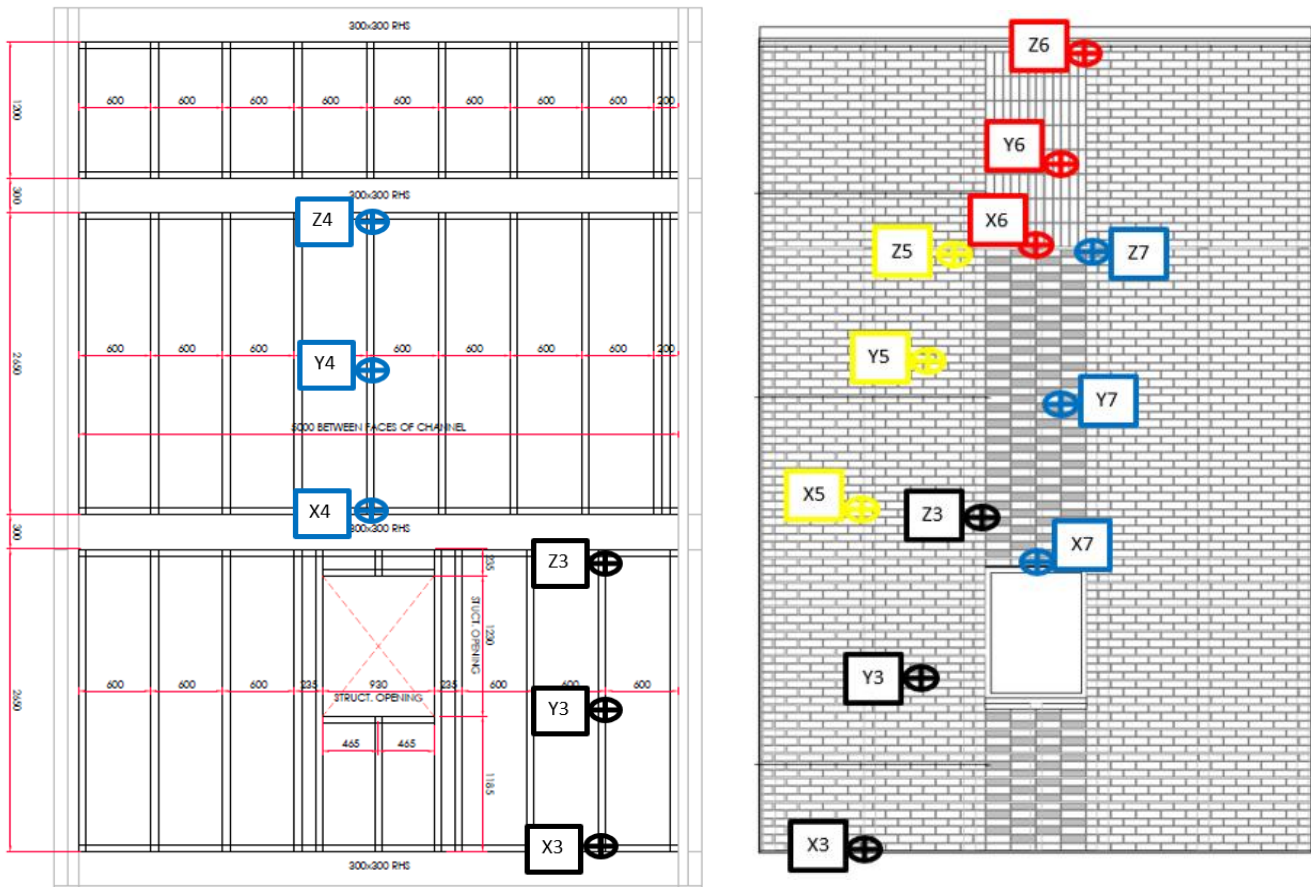 300x300 RHS
1200
600 600 600 600 600 600 600 600 200
300
300x300 RHS
Z4
2650
600 600 600 600 600 600 600 200
Y4
5000 BETWEEN FACES OF CHANNEL
X4
300
300x300 RHS
Z3
235
STUCT. OPENING
1230
2650
600 600 600 235 930 235 600 600 600
STRUCT. OPENING
Y3
465 465
1185
X3
300x300 RHS
Z6
Y6
X6
Z5
Z7
Y5
Y7
X5
Z3
X7
Y3
X3